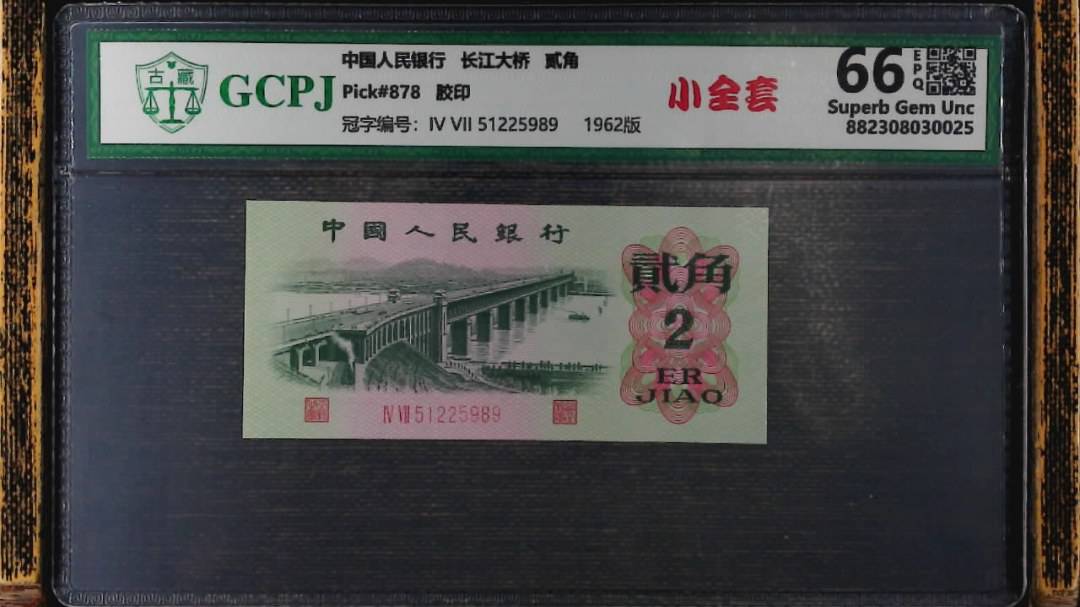 古藏
GCPJ
中国人民银行 长江大桥 贰角
Pick#878 胶印
冠字编号: IV VII 51225989 1962版
小全套
66 EPQ
Superb Gem Unc
882308030025
中國人民銀行
貳角
2
ER
JIAO
IV VII 51225989